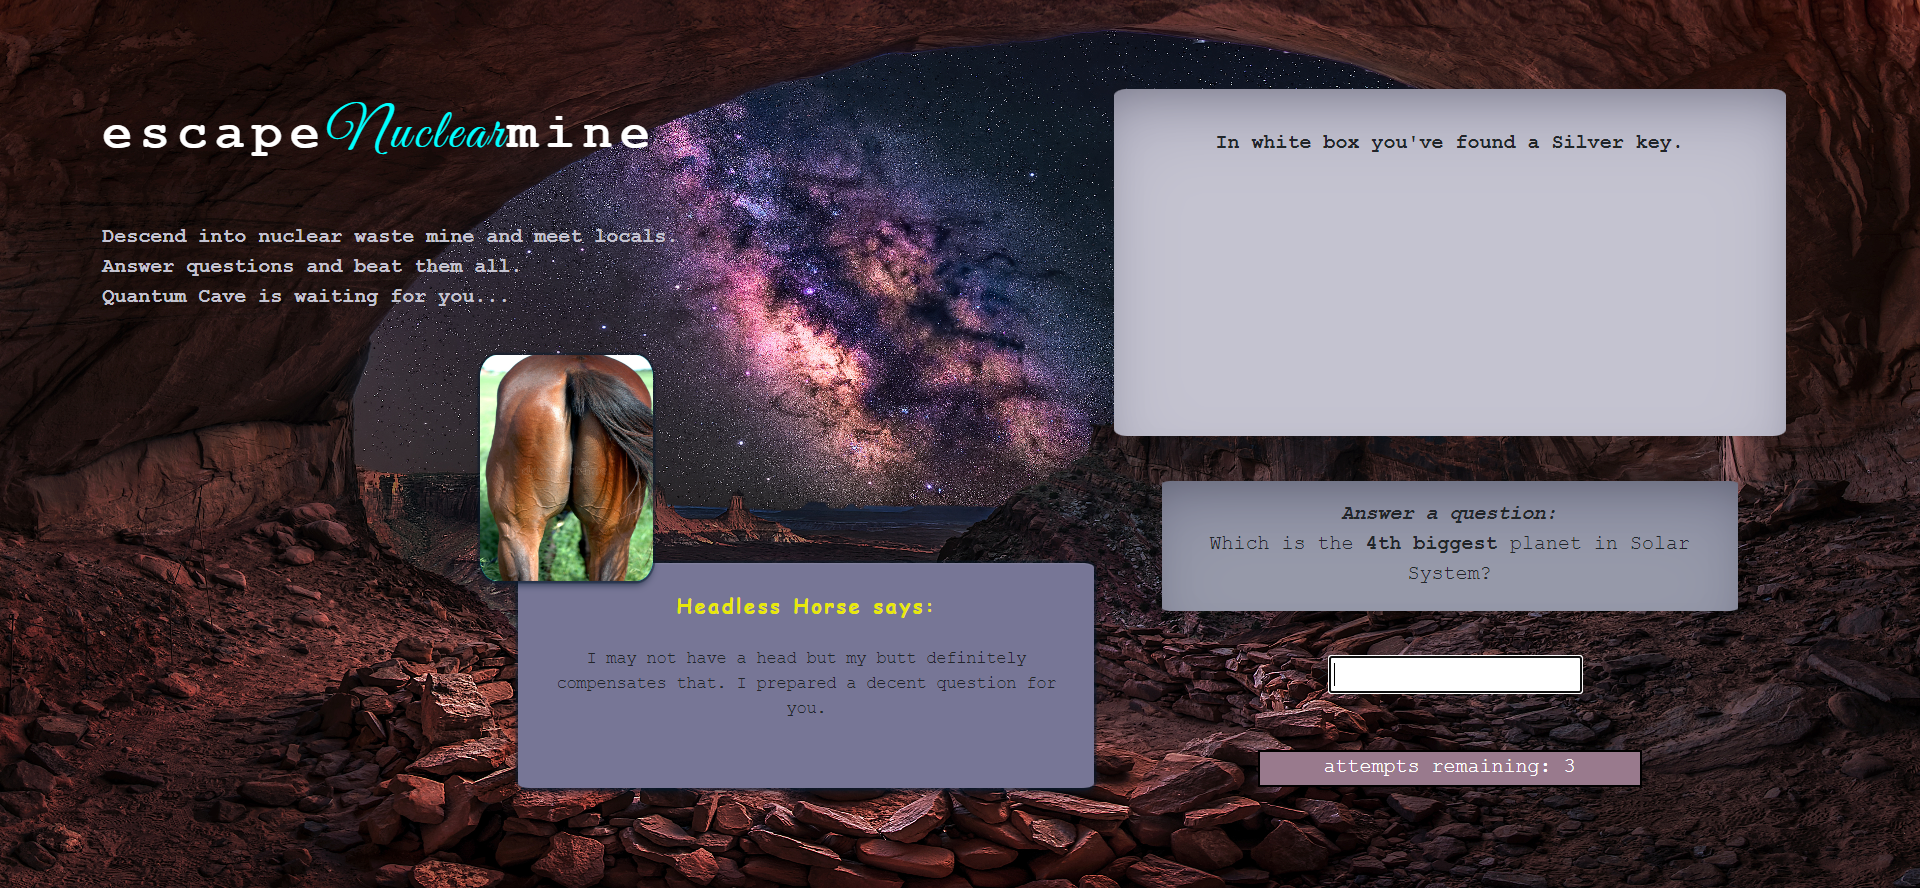 escapeNuclearmine
Descend into nuclear waste mine and meet locals.
Answer questions and beat them all.
Quantum Cave is waiting for you...
Headless Horse says:
I may not have a head but my butt definitely
compensates that. I prepared a decent question for
you.
In white box you've found a Silver key.
Answer a question:
Which is the 4th biggest planet in Solar
System?
attempts remaining: 3